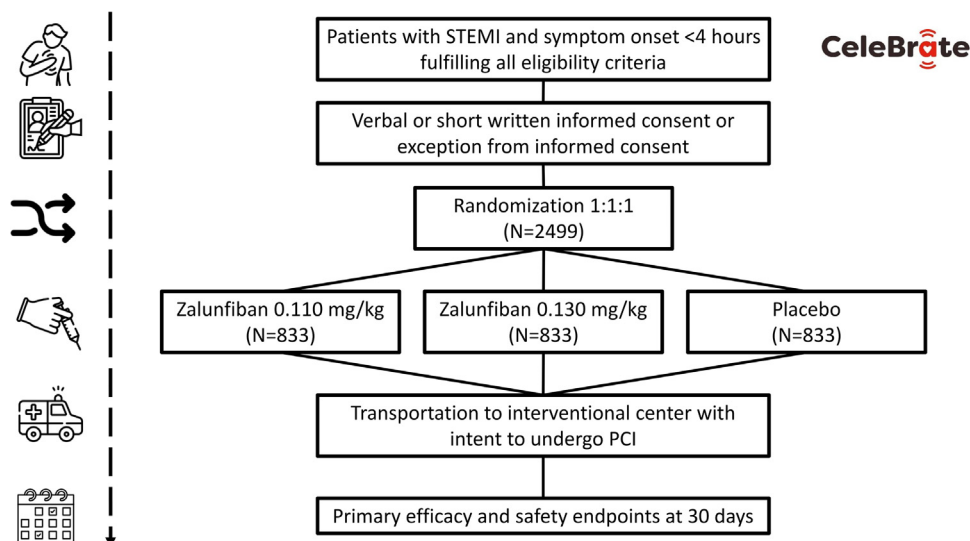 Patients with STEMI and symptom onset <4 hours
fulfilling all eligibility criteria
CeleBrate
Verbal or short written informed consent or
exception from informed consent
Randomization 1:1:1
(N=2499)
Zalunfiban 0.110 mg/kg
(N=833)
Zalunfiban 0.130 mg/kg
(N=833)
Placebo
(N=833)
Transportation to interventional center with
intent to undergo PCI
Primary efficacy and safety endpoints at 30 days